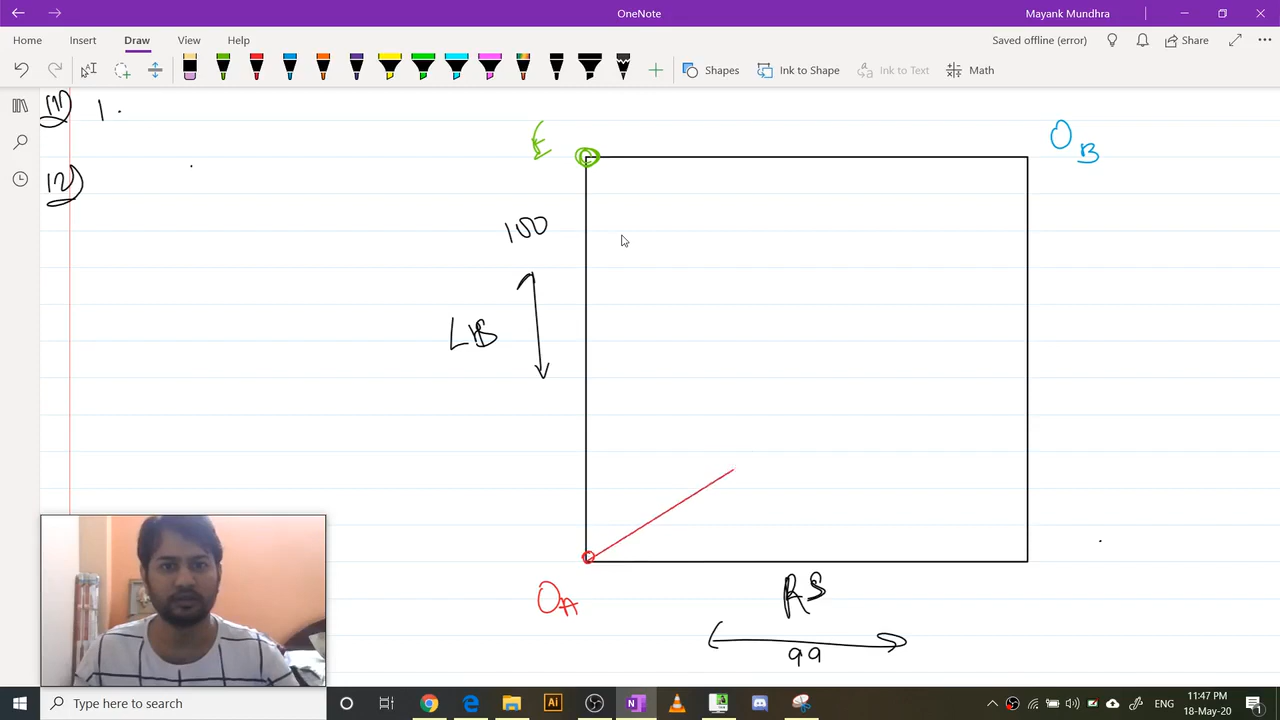 OneNote
Mayank Mundhra
Home Insert Draw View Help
Saved offline (error)
Share
Shapes
Ink to Shape
Ink to Text
Math
11) 1.
12)
E
O_B
100
LB
O_A
RS
99
Type here to search
ENG
11:47 PM
18-May-20